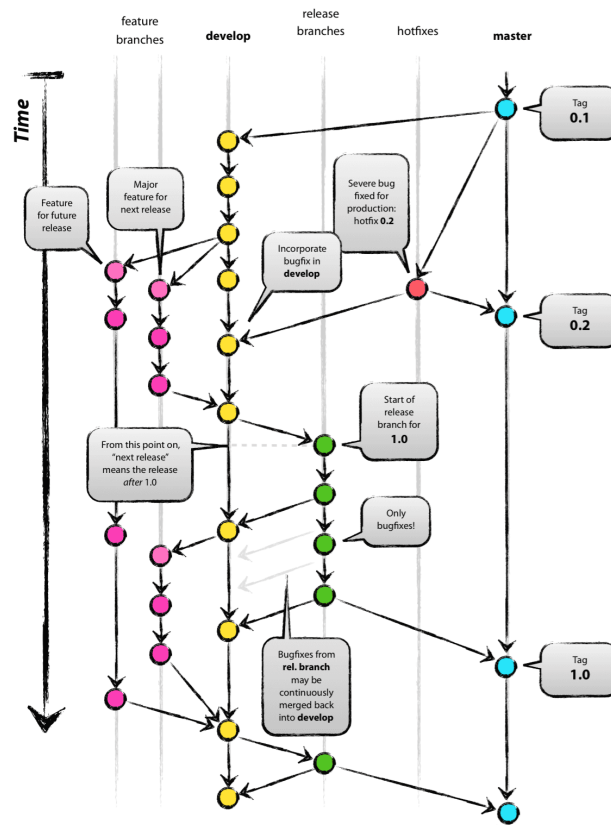 feature
branches
develop
release
branches
hotfixes
master
Time
Tag
0.1
Major
feature for
next release
Feature
for future
release
Severe bug
fixed for
production:
hotfix 0.2
Incorporate
bugfix in
develop
Tag
0.2
Start of
release
branch for
1.0
From this point on,
“next release”
means the release
after 1.0
Only
bugfixes!
Bugfixes from
rel. branch
may be
continuously
merged back
into develop
Tag
1.0